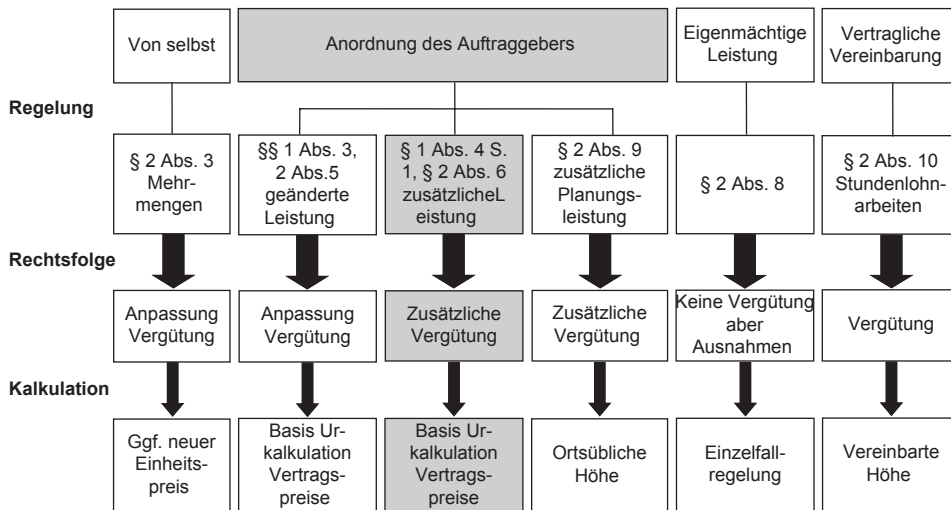 Von selbst
Anordnung des Auftraggebers
Eigenmächtige
Leistung
Vertragliche
Vereinbarung
Regelung
§ 2 Abs. 3
Mehr-
mengen
§§ 1 Abs. 3,
2 Abs.5
geänderte
Leistung
§ 1 Abs. 4 S.
1, § 2 Abs. 6
zusätzlicheL
eistung
§ 2 Abs. 9
zusätzliche
Planungs-
leistung
§ 2 Abs. 8
§ 2 Abs. 10
Stundenlohn-
arbeiten
Rechtsfolge
Anpassung
Vergütung
Anpassung
Vergütung
Zusätzliche
Vergütung
Zusätzliche
Vergütung
Keine Vergütung
aber
Ausnahmen
Vergütung
Kalkulation
Ggf. neuer
Einheits-
preis
Basis Ur-
kalkulation
Vertrags-
preise
Basis Ur-
kalkulation
Vertrags-
preise
Ortsübliche
Höhe
Einzelfall-
regelung
Vereinbarte
Höhe